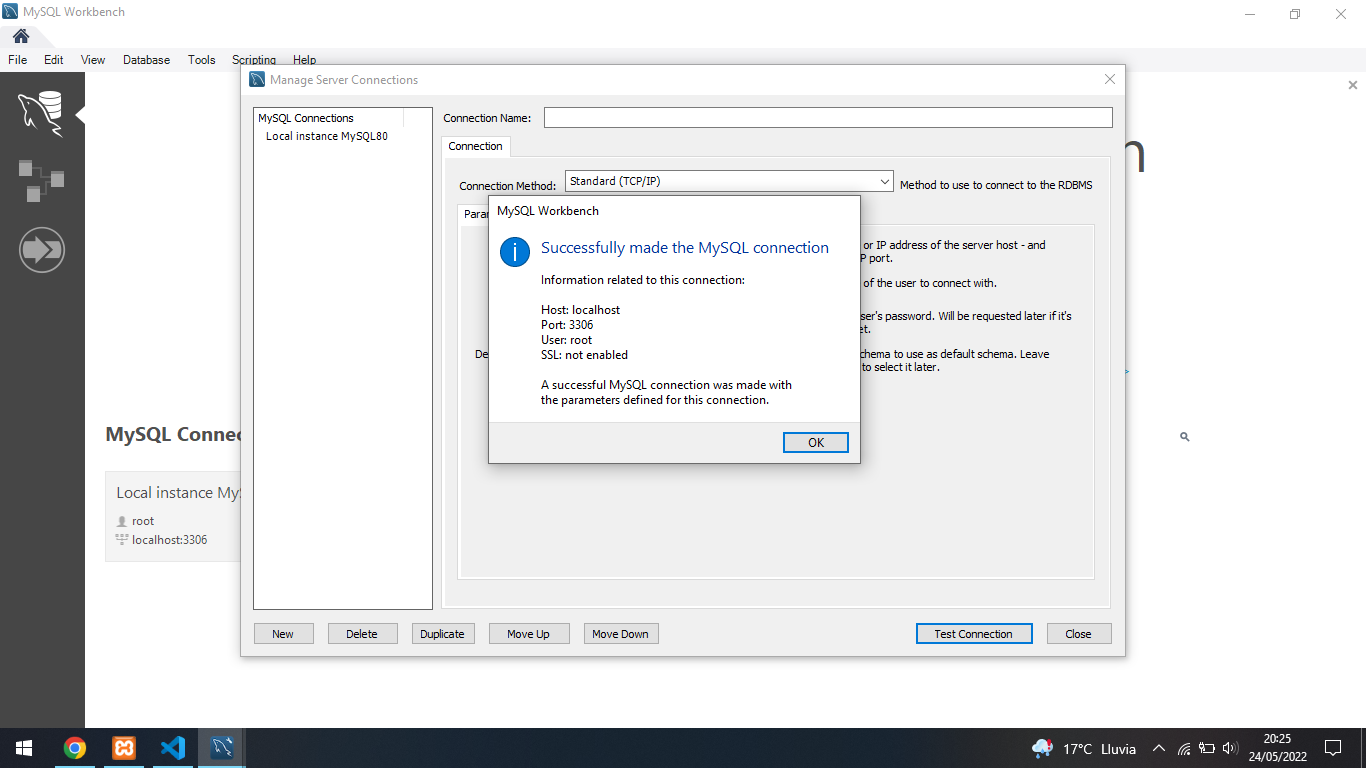 MySQL Workbench
File Edit View Database Tools Scripting Help
Manage Server Connections
MySQL Connections
Local instance MySQL80
Connection Name:
Connection
Connection Method:
Standard (TCP/IP)
Method to use to connect to the RDBMS
MySQL Workbench
Successfully made the MySQL connection
Information related to this connection:
Host: localhost
Port: 3306
User: root
SSL: not enabled
A successful MySQL connection was made with
the parameters defined for this connection.
OK
or IP address of the server host - and
P port.
of the user to connect with.
ser's password. Will be requested later if it's
et.
chema to use as default schema. Leave
to select it later.
Para
De
MySQL Connec
Local instance MyS
root
localhost:3306
New Delete Duplicate Move Up Move Down Test Connection Close
17°C Lluvia
20:25
24/05/2022